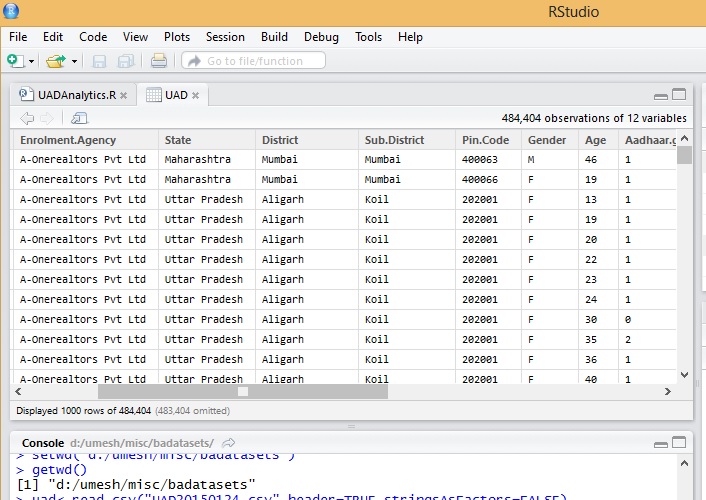 RStudio
File Edit Code View Plots Session Build Debug Tools Help
Go to file/function
UADAnalytics.R UAD
484,404 observations of 12 variables
Enrolment.Agency State District Sub.District Pin.Code Gender Age Aadhaar.g
A-Onerealtors Pvt Ltd Maharashtra Mumbai Mumbai 400063 M 46 1
A-Onerealtors Pvt Ltd Maharashtra Mumbai Mumbai 400066 F 19 1
A-Onerealtors Pvt Ltd Uttar Pradesh Aligarh Koil 202001 F 13 1
A-Onerealtors Pvt Ltd Uttar Pradesh Aligarh Koil 202001 F 19 1
A-Onerealtors Pvt Ltd Uttar Pradesh Aligarh Koil 202001 F 20 1
A-Onerealtors Pvt Ltd Uttar Pradesh Aligarh Koil 202001 F 22 1
A-Onerealtors Pvt Ltd Uttar Pradesh Aligarh Koil 202001 F 23 1
A-Onerealtors Pvt Ltd Uttar Pradesh Aligarh Koil 202001 F 24 1
A-Onerealtors Pvt Ltd Uttar Pradesh Aligarh Koil 202001 F 30 0
A-Onerealtors Pvt Ltd Uttar Pradesh Aligarh Koil 202001 F 35 2
A-Onerealtors Pvt Ltd Uttar Pradesh Aligarh Koil 202001 F 36 1
A-Onerealtors Pvt Ltd Uttar Pradesh Aligarh Koil 202001 F 40 1
Displayed 1000 rows of 484,404 (483,404 omitted)
Console d:/umesh/misc/badatasets/
> setwd("d:/umesh/misc/badatasets")
> getwd()
[1] "d:/umesh/misc/badatasets"
> uad<-read.csv("UAD20150124.csv",header=TRUE,stringsAsFactors=FALSE)